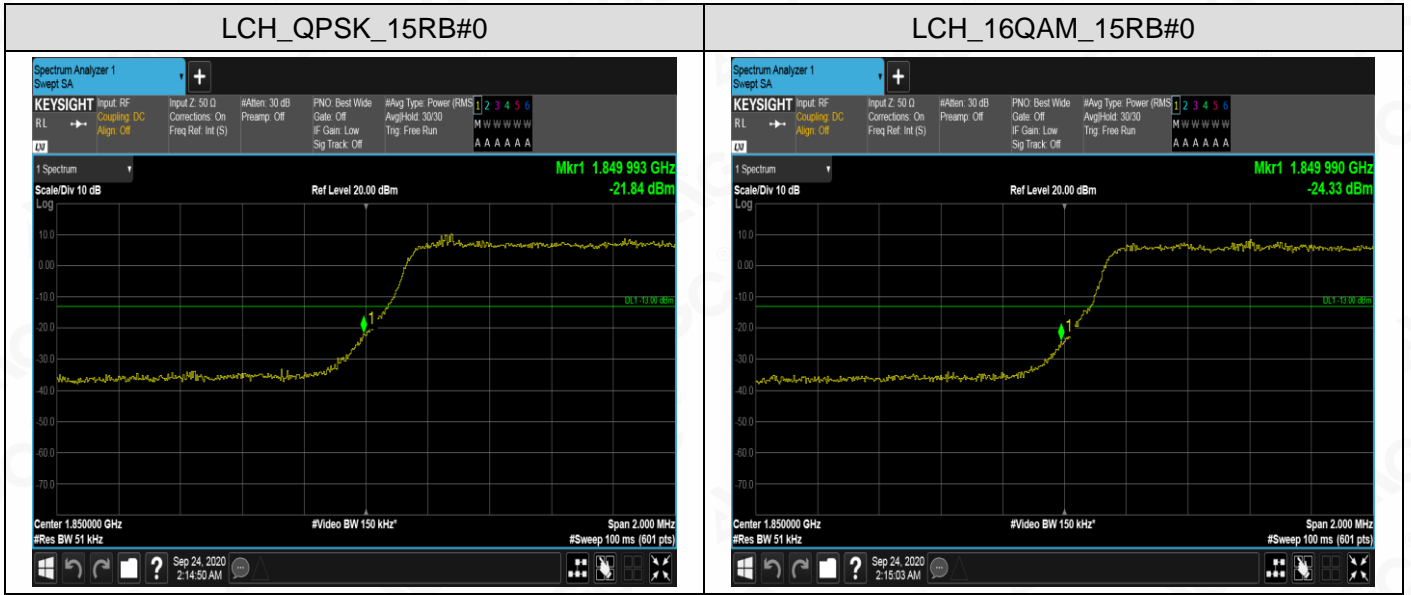 LCH_QPSK_15RB#0
Spectrum Analyzer 1
Swept SA
+
KEYSIGHT
RL
LXI
Input: RF
Coupling: DC
Align: Off
Input Z: 50 Ω
Corrections: On
Freq Ref: Int (S)
#Atten: 30 dB
Preamp: Off
PNO: Best Wide
Gate: Off
IF Gain: Low
Sig Track: Off
#Avg Type: Power (RMS
Avg|Hold: 30/30
Trig: Free Run
1 2 3 4 5 6
M W W W W W
A A A A A A
1 Spectrum
Mkr1 1.849 993 GHz
Scale/Div 10 dB
Ref Level 20.00 dBm
-21.84 dBm
Log
10.0
0.00
-10.0
DL1 -13.00 dBm
-20.0
1
-30.0
-40.0
-50.0
-60.0
-70.0
Center 1.850000 GHz
#Video BW 150 kHz*
Span 2.000 MHz
#Res BW 51 kHz
#Sweep 100 ms (601 pts)
?
Sep 24, 2020
2:14:50 AM
LCH_16QAM_15RB#0
Spectrum Analyzer 1
Swept SA
+
KEYSIGHT
RL
LXI
Input: RF
Coupling: DC
Align: Off
Input Z: 50 Ω
Corrections: On
Freq Ref: Int (S)
#Atten: 30 dB
Preamp: Off
PNO: Best Wide
Gate: Off
IF Gain: Low
Sig Track: Off
#Avg Type: Power (RMS
Avg|Hold: 30/30
Trig: Free Run
1 2 3 4 5 6
M W W W W W
A A A A A A
1 Spectrum
Mkr1 1.849 990 GHz
Scale/Div 10 dB
Ref Level 20.00 dBm
-24.33 dBm
Log
10.0
0.00
-10.0
DL1 -13.00 dBm
-20.0
1
-30.0
-40.0
-50.0
-60.0
-70.0
Center 1.850000 GHz
#Video BW 150 kHz*
Span 2.000 MHz
#Res BW 51 kHz
#Sweep 100 ms (601 pts)
?
Sep 24, 2020
2:15:03 AM